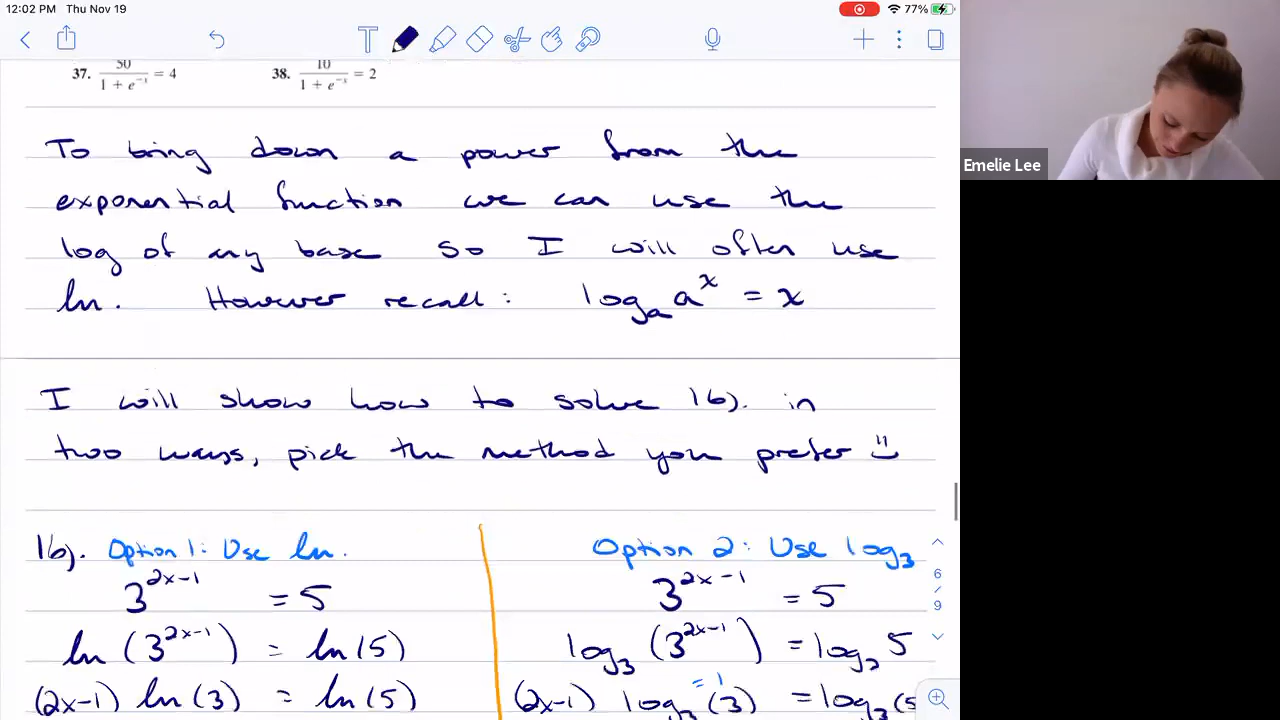 12:02 PM Thu Nov 19
77%
37. 50 / 1 + e^{-x} = 4
38. 10 / 1 + e^{-x} = 2
To bring down a power from the
exponential function we can use the
log of any base so I will often use
ln. However recall: log_a a^x = x
Emelie Lee
I will show how to solve 16). in
two ways, pick the method you prefer
16). Option 1: Use ln.
3^{2x-1} = 5
ln (3^{2x-1}) = ln(5)
(2x-1) ln(3) = ln(5)
Option 2: Use log_3
3^{2x-1} = 5
log_3 (3^{2x-1}) = log_3 5
= 1
(2x-1) log_3 (3) = log_3 (5
6
/
9